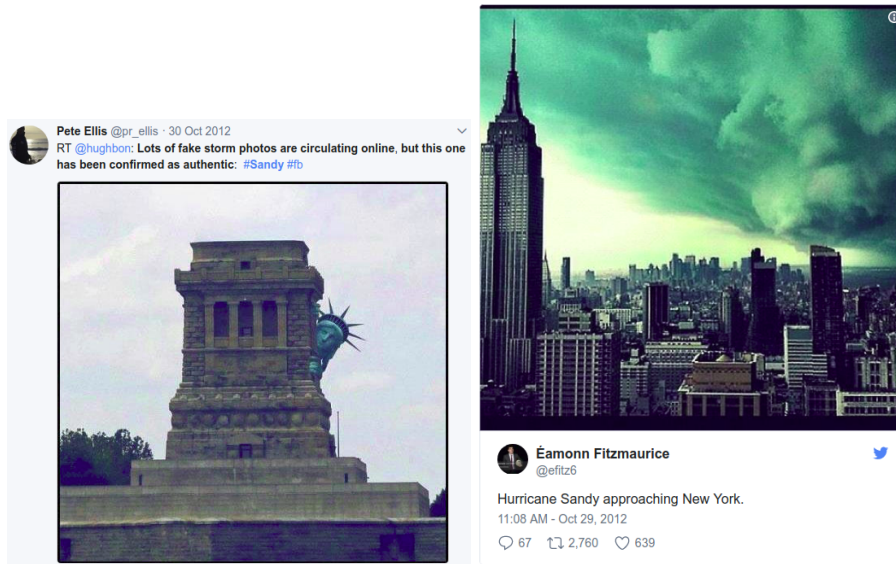 Pete Ellis @pr_ellis · 30 Oct 2012
RT @hughbon: Lots of fake storm photos are circulating online, but this one
has been confirmed as authentic: #Sandy #fb
Éamonn Fitzmaurice
@efitz6
Hurricane Sandy approaching New York.
11:08 AM - Oct 29, 2012
67 2,760 639